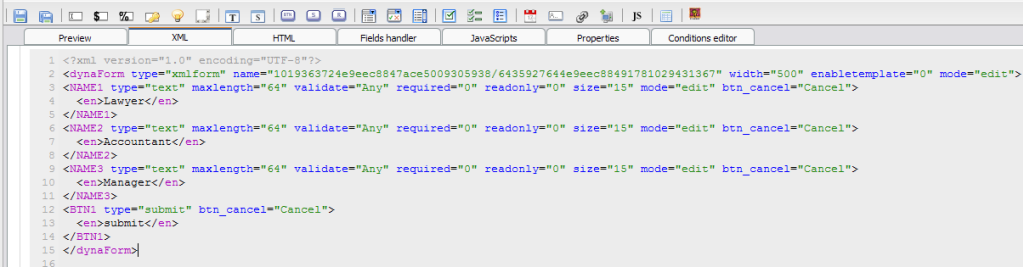 $ % T S BTN S R A... JS
Preview XML HTML Fields handler JavaScripts Properties Conditions editor
1 <?xml version="1.0" encoding="UTF-8"?>
2 <dynaForm type="xmlform" name="1019363724e9eec8847ace5009305938/6435927644e9eec88491781029431367" width="500" enabletemplate="0" mode="edit">
3 <NAME1 type="text" maxlength="64" validate="Any" required="0" readonly="0" size="15" mode="edit" btn_cancel="Cancel">
4 <en>Lawyer</en>
5 </NAME1>
6 <NAME2 type="text" maxlength="64" validate="Any" required="0" readonly="0" size="15" mode="edit" btn_cancel="Cancel">
7 <en>Accountant</en>
8 </NAME2>
9 <NAME3 type="text" maxlength="64" validate="Any" required="0" readonly="0" size="15" mode="edit" btn_cancel="Cancel">
10 <en>Manager</en>
11 </NAME3>
12 <BTN1 type="submit" btn_cancel="Cancel">
13 <en>submit</en>
14 </BTN1>
15 </dynaForm>
16